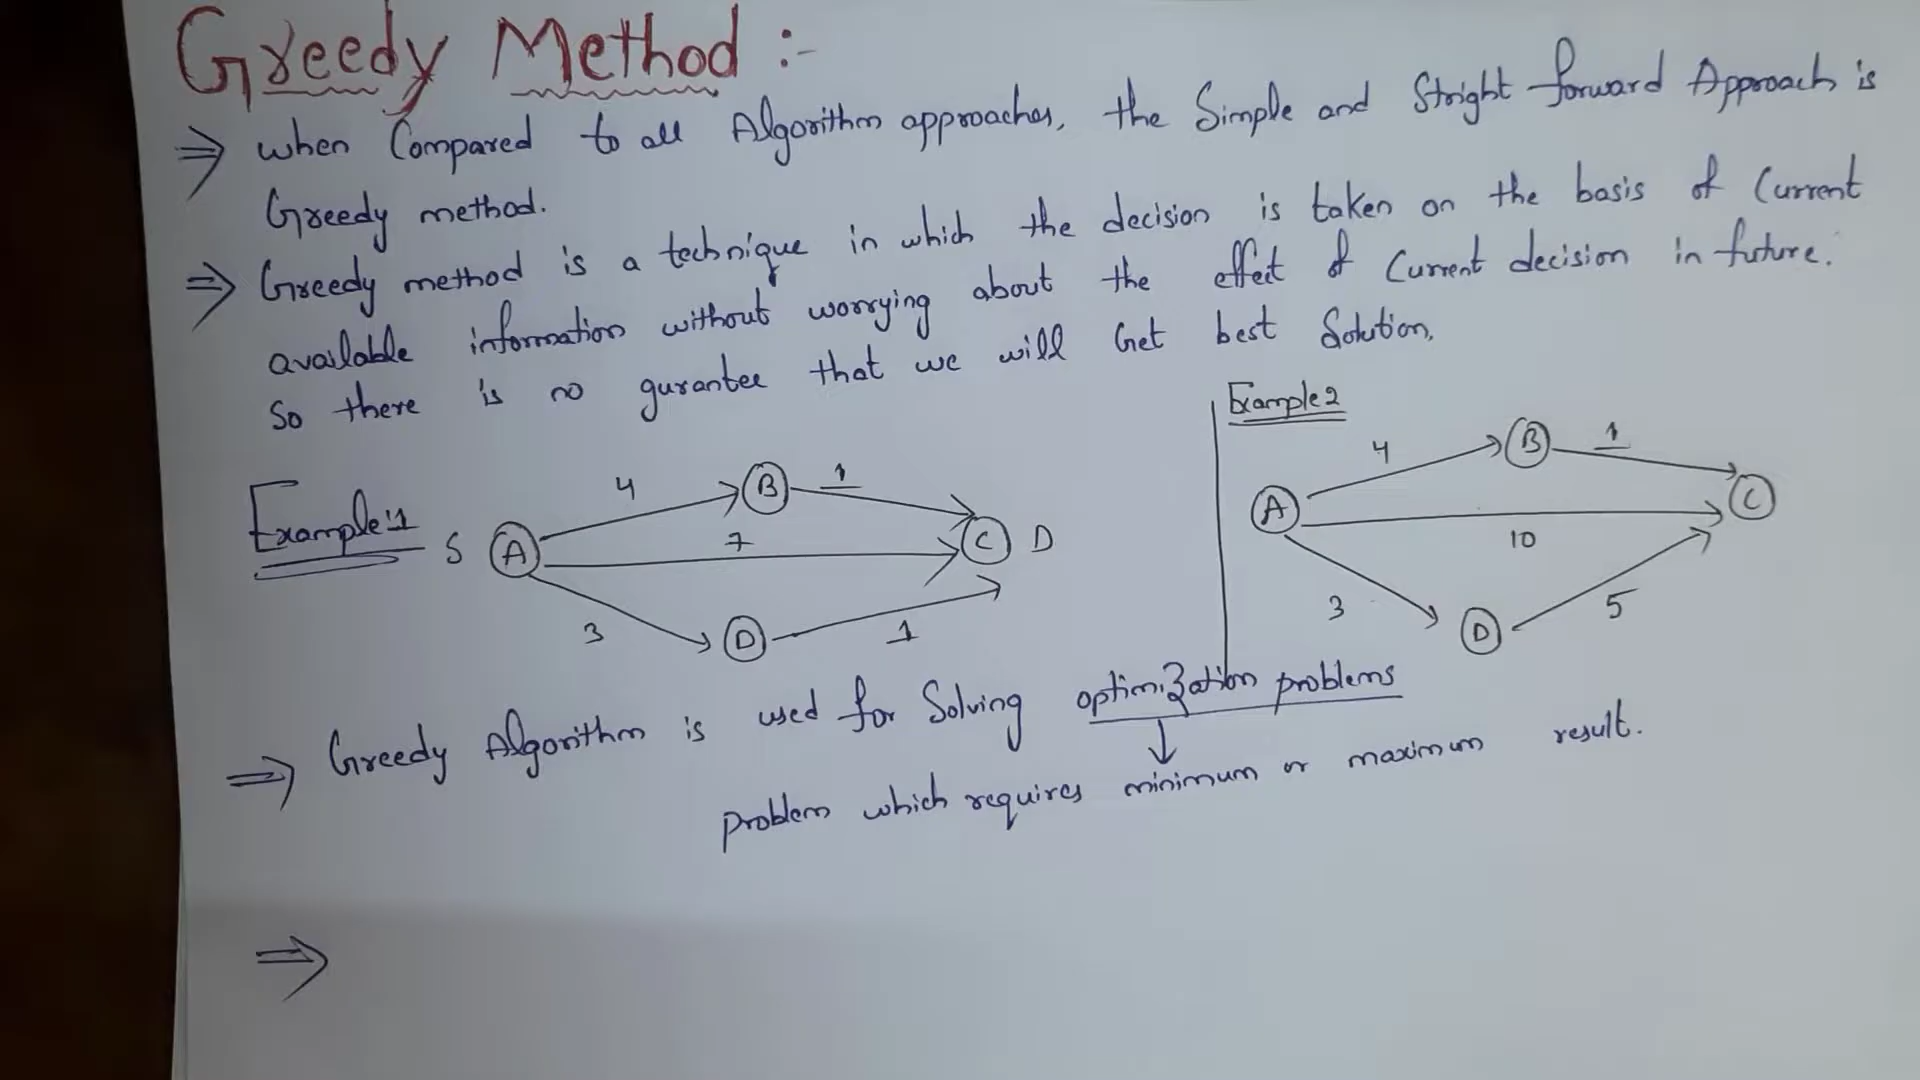 Greedy Method :-
⇒ when Compared to all Algorithm approaches, the Simple and Stright forward Approach is
Greedy method.
⇒ Greedy method is a technique in which the decision is taken on the basis of Current
available information without worrying about the effect of Current decision in future.
So there is no gurantee that we will Get best Solution.
Example:1
S A 4 B 1 C D
7
3 D 1
Example 2
A 4 B 1 C
10
3 D 5
⇒ Greedy Algorithm is used for Solving optimization problems
↓
problem which requires minimum or maximum result.
⇒